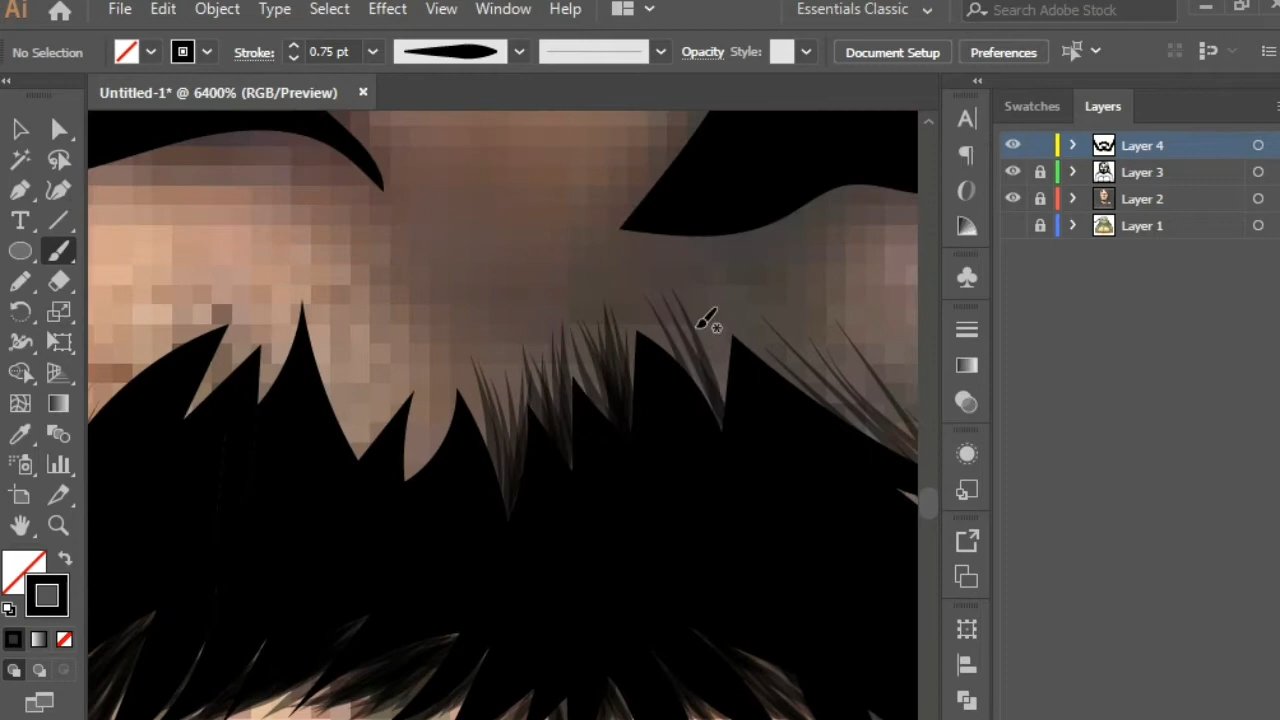 Ai File Edit Object Type Select Effect View Window Help Essentials Classic Search Adobe Stock
No Selection Stroke: 0.75 pt Opacity Style: Document Setup Preferences
Untitled-1* @ 6400% (RGB/Preview)
Swatches Layers
Layer 4
Layer 3
Layer 2
Layer 1